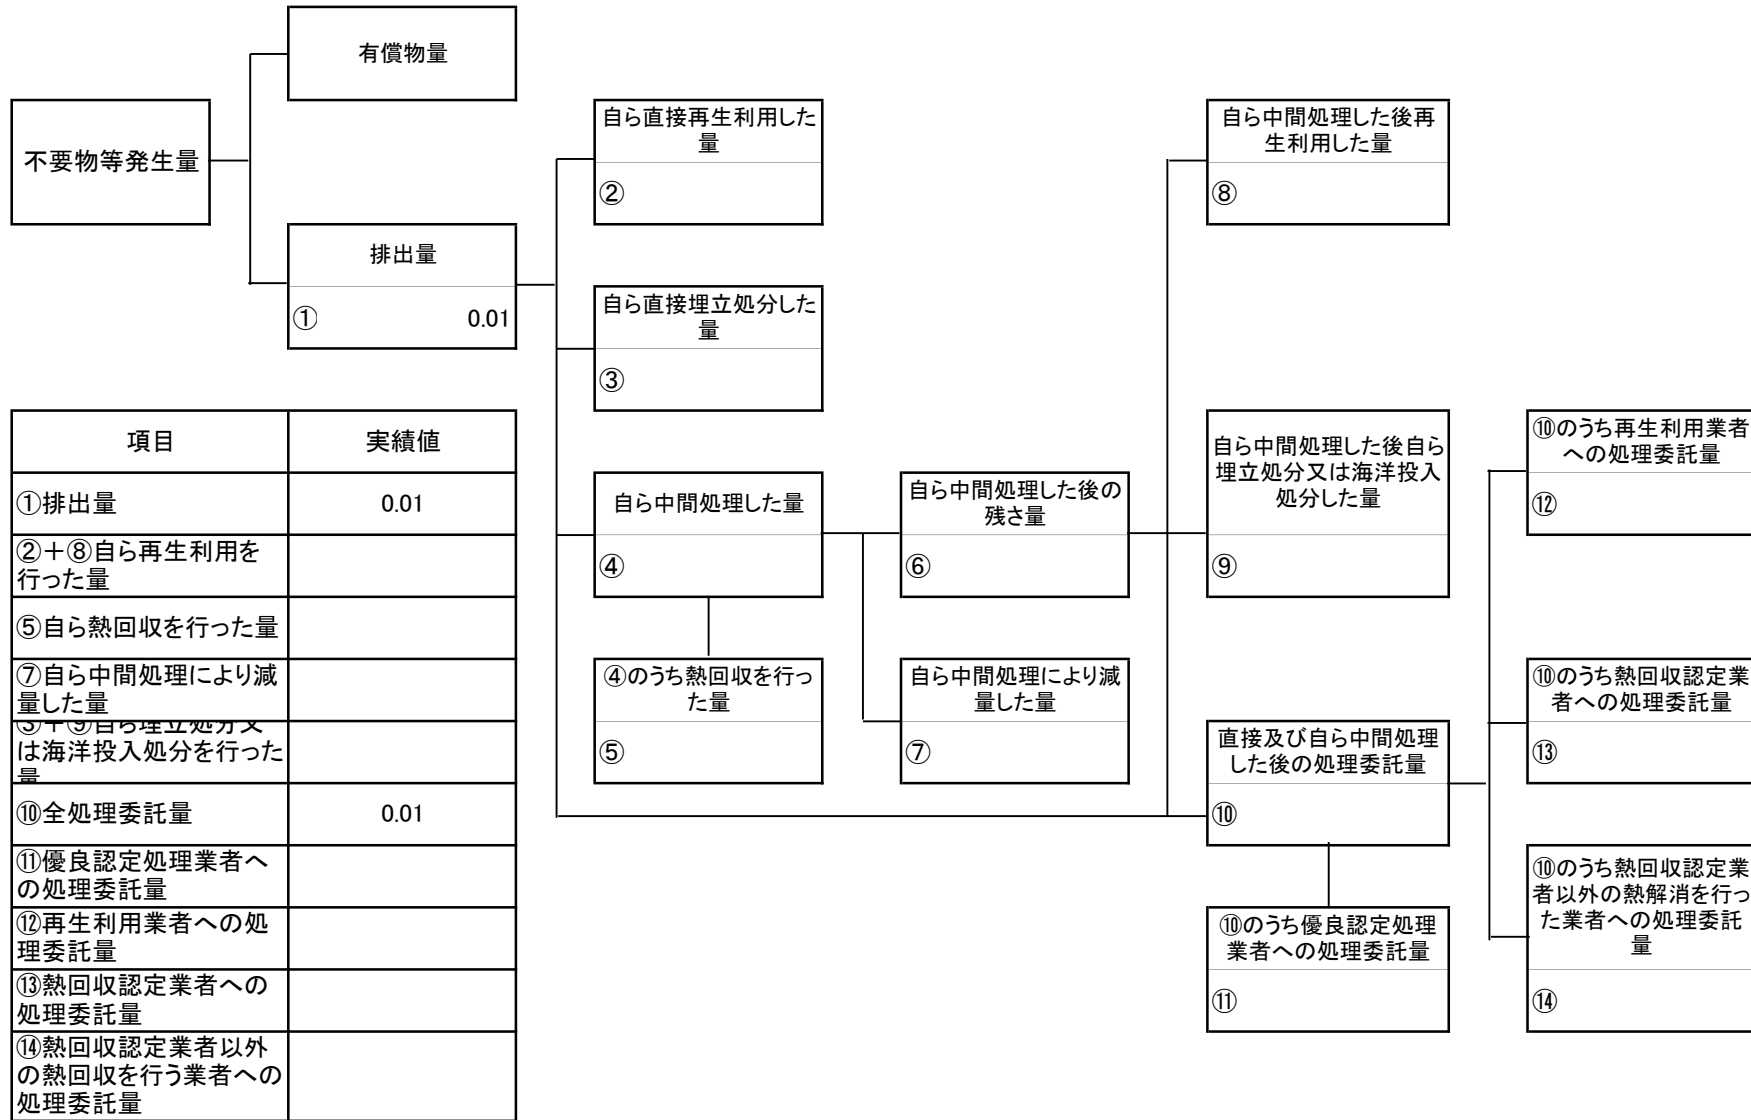 有償物量
不要物等発生量
排出量
① 0.01
自ら直接再生利用した
量
②
自ら直接埋立処分した
量
③
自ら中間処理した量
④
④のうち熱回収を行っ
た量
⑤
自ら中間処理した後の
残さ量
⑥
自ら中間処理により減
量した量
⑦
自ら中間処理した後再
生利用した量
⑧
自ら中間処理した後自ら
埋立処分又は海洋投入
処分した量
⑨
直接及び自ら中間処理
した後の処理委託量
⑩
⑩のうち優良認定処理
業者への処理委託量
⑪
⑩のうち再生利用業者
への処理委託量
⑫
⑩のうち熱回収認定業
者への処理委託量
⑬
⑩のうち熱回収認定業
者以外の熱解消を行っ
た業者への処理委託
量
⑭
項目 実績値
①排出量 0.01
②＋⑧自ら再生利用を
行った量
⑤自ら熱回収を行った量
⑦自ら中間処理により減
量した量
③＋⑨自ら埋立処分又
は海洋投入処分を行った
量
⑩全処理委託量 0.01
⑪優良認定処理業者へ
の処理委託量
⑫再生利用業者への処
理委託量
⑬熱回収認定業者への
処理委託量
⑭熱回収認定業者以外
の熱回収を行う業者への
処理委託量